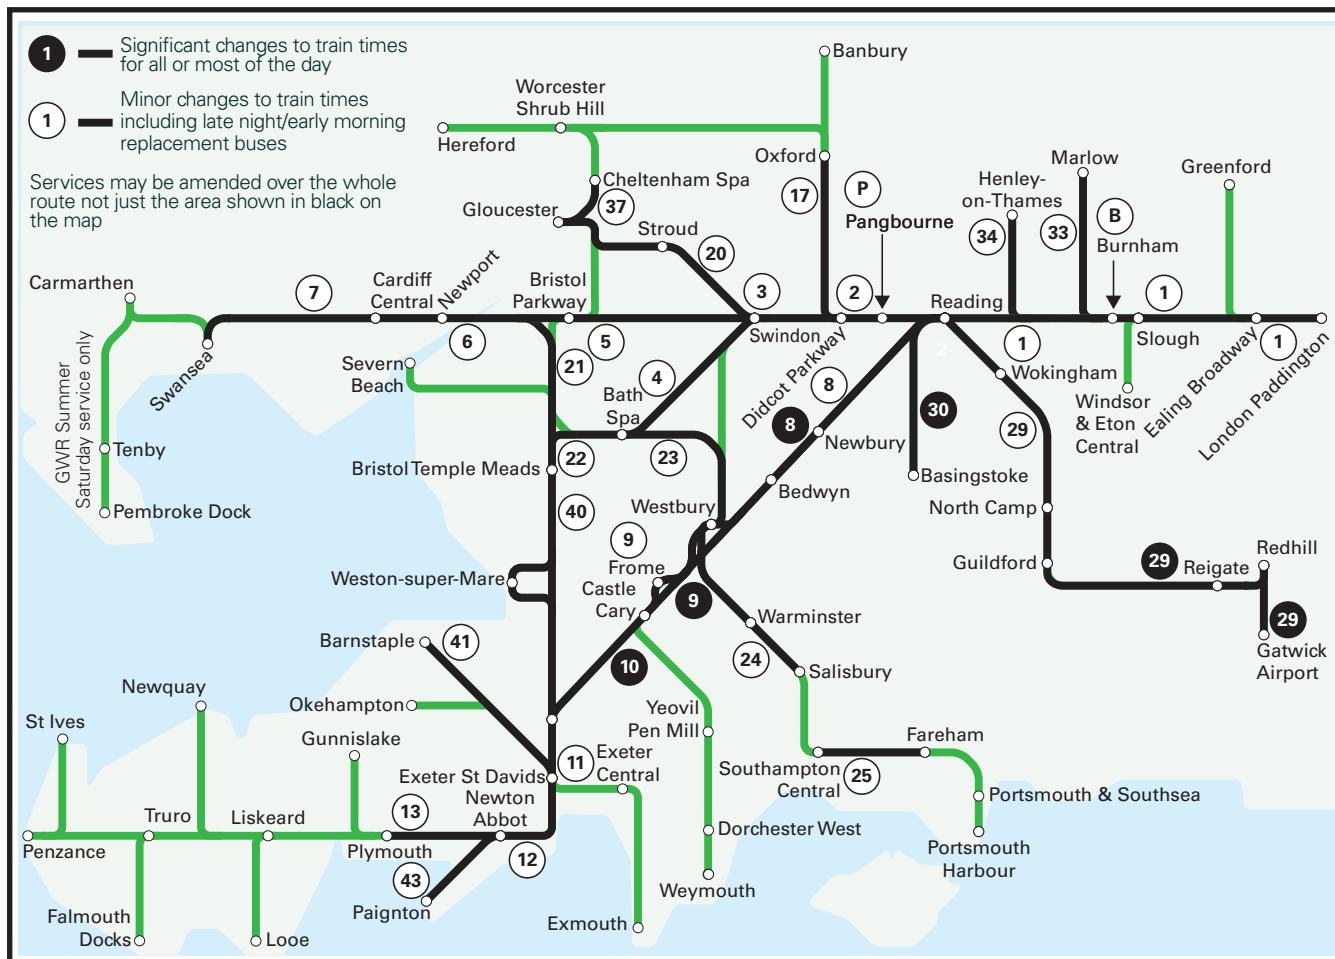 1
Significant changes to train times
for all or most of the day
1
Minor changes to train times
including late night/early morning
replacement buses
Services may be amended over the whole
route not just the area shown in black on
the map
Banbury
Worcester
Shrub Hill
Hereford
Oxford
Marlow
Greenford
Cheltenham Spa
Henley-
on-Thames
17
P
Pangbourne
37
Gloucester
Stroud
20
34
33
B
Burnham
Carmarthen
7
Cardiff
Central
Newport
Bristol
Parkway
3
2
Reading
1
Swansea
6
5
Swindon
Didcot Parkway
2
1
Slough
Ealing Broadway
1
London Paddington
GWR Summer
Saturday service only
Severn
Beach
21
4
8
Wokingham
Windsor
& Eton
Central
Bath
Spa
8
Newbury
30
29
Tenby
Bristol Temple Meads
22
23
Basingstoke
Bedwyn
Pembroke Dock
40
Westbury
North Camp
9
Frome
Weston-super-Mare
Castle
Cary
9
Guildford
29
Reigate
Redhill
29
Gatwick
Airport
Barnstaple
41
Warminster
24
10
Salisbury
Newquay
Okehampton
St Ives
Gunnislake
Yeovil
Pen Mill
Fareham
Exeter St Davids
11
Exeter
Central
Southampton
Central
25
Newton
Abbot
Portsmouth & Southsea
Truro
Liskeard
13
Penzance
Plymouth
12
Dorchester West
Portsmouth
Harbour
43
Paignton
Weymouth
Falmouth
Docks
Looe
Exmouth